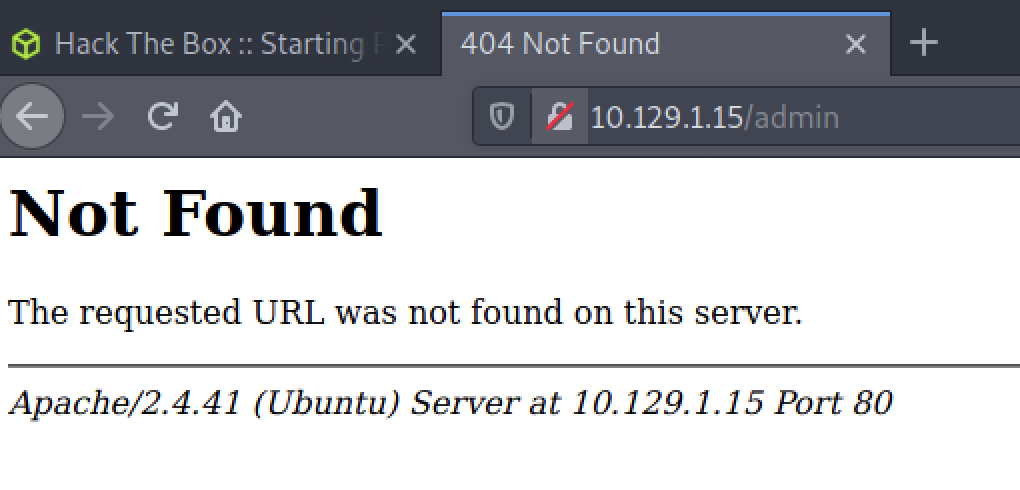 Hack The Box :: Starting
404 Not Found
10.129.1.15/admin
Not Found
The requested URL was not found on this server.
Apache/2.4.41 (Ubuntu) Server at 10.129.1.15 Port 80